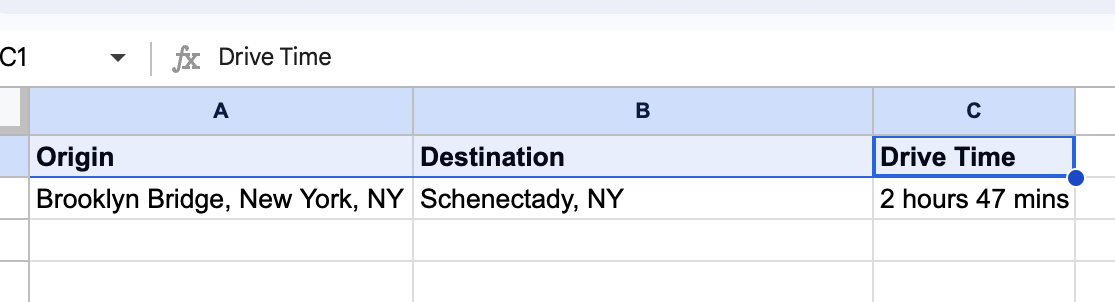 C1 fx Drive Time
A B C
Origin Destination Drive Time
Brooklyn Bridge, New York, NY Schenectady, NY 2 hours 47 mins